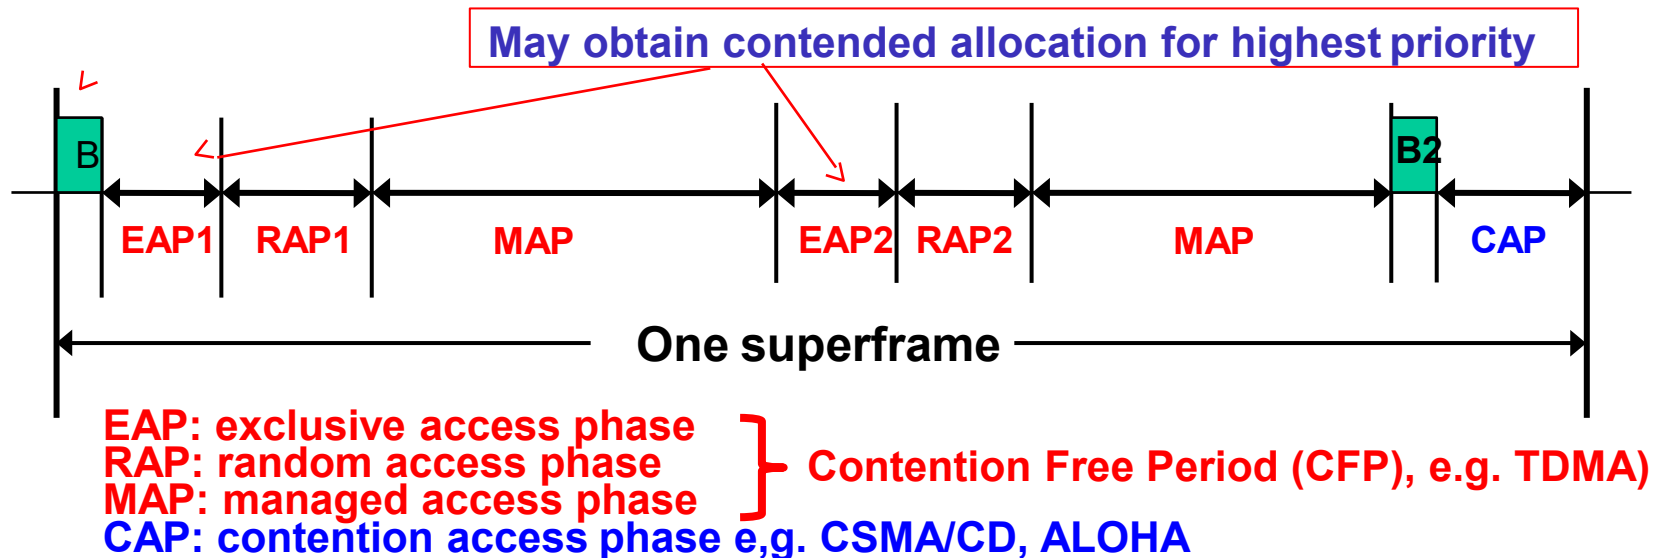 May obtain contended allocation for highest priority
B
B2
EAP1 RAP1 MAP EAP2 RAP2 MAP CAP
One superframe
EAP: exclusive access phase
RAP: random access phase
MAP: managed access phase
Contention Free Period (CFP), e.g. TDMA)
CAP: contention access phase e,g. CSMA/CD, ALOHA